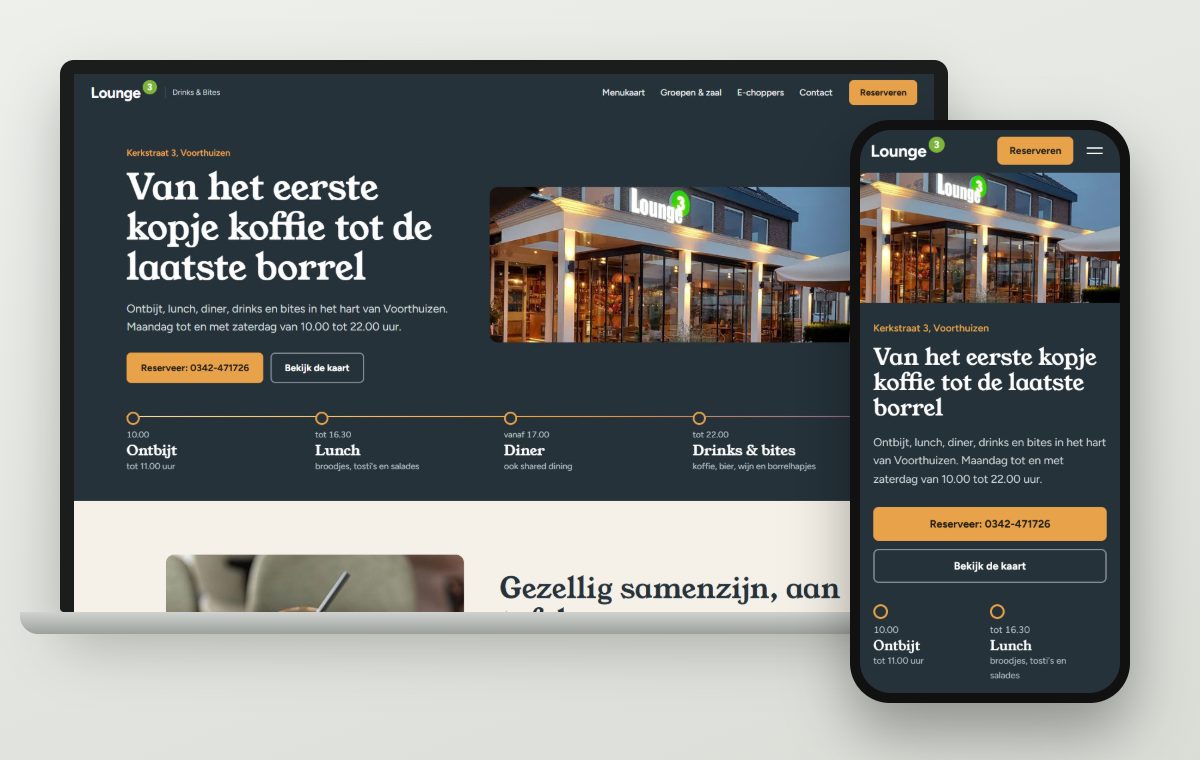 Lounge 3 Drinks & Bites Menukaart Groepen & zaal E-choppers Contact Reserveren
Kerkstraat 3, Voorthuizen
Van het eerste
kopje koffie tot de
laatste borrel
Ontbijt, lunch, diner, drinks en bites in het hart van Voorthuizen.
Maandag tot en met zaterdag van 10.00 tot 22.00 uur.
Reserveer: 0342-471726 Bekijk de kaart
Lounge 3
10.00
Ontbijt
tot 11.00 uur
tot 16.30
Lunch
broodjes, tosti's en salades
vanaf 17.00
Diner
ook shared dining
tot 22.00
Drinks & bites
koffie, bier, wijn en borrelhapjes
Gezellig samenzijn, aan
Lounge 3 Reserveren
Lounge 3
Kerkstraat 3, Voorthuizen
Van het eerste kopje
koffie tot de laatste
borrel
Ontbijt, lunch, diner, drinks en bites in het hart
van Voorthuizen. Maandag tot en met
zaterdag van 10.00 tot 22.00 uur.
Reserveer: 0342-471726
Bekijk de kaart
10.00
Ontbijt
tot 11.00 uur
tot 16.30
Lunch
broodjes, tosti's en
salades